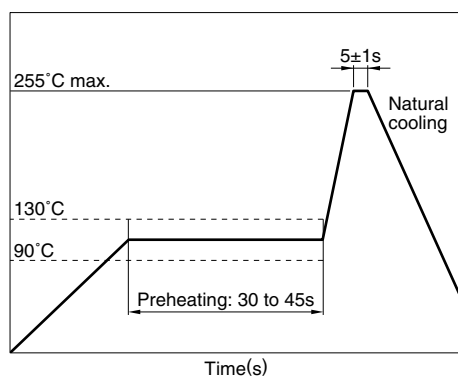 5±1s
255˚C max.
Natural
cooling
130˚C
90˚C
Preheating: 30 to 45s
Time(s)